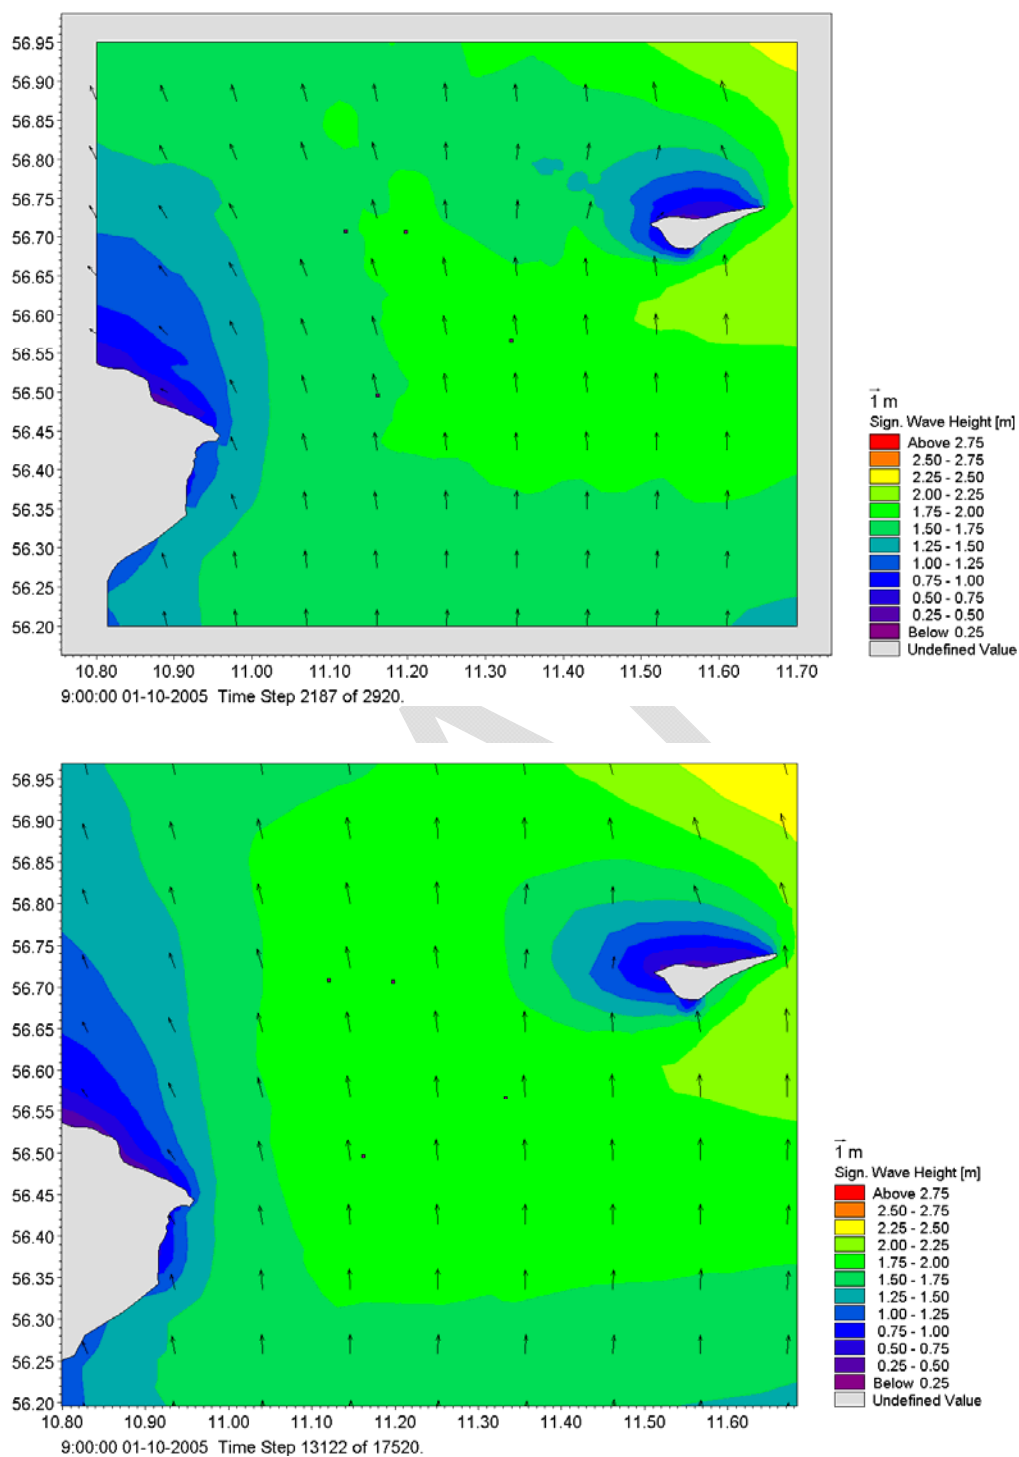 56.95
56.90
56.85
56.80
56.75
56.70
56.65
56.60
56.55
56.50
56.45
56.40
56.35
56.30
56.25
56.20
10.80 10.90 11.00 11.10 11.20 11.30 11.40 11.50 11.60 11.70
9:00:00 01-10-2005 Time Step 2187 of 2920.
1 m
Sign. Wave Height [m]
Above 2.75
2.50 - 2.75
2.25 - 2.50
2.00 - 2.25
1.75 - 2.00
1.50 - 1.75
1.25 - 1.50
1.00 - 1.25
0.75 - 1.00
0.50 - 0.75
0.25 - 0.50
Below 0.25
Undefined Value
56.95
56.90
56.85
56.80
56.75
56.70
56.65
56.60
56.55
56.50
56.45
56.40
56.35
56.30
56.25
56.20
10.80 10.90 11.00 11.10 11.20 11.30 11.40 11.50 11.60
9:00:00 01-10-2005 Time Step 13122 of 17520.
1 m
Sign. Wave Height [m]
Above 2.75
2.50 - 2.75
2.25 - 2.50
2.00 - 2.25
1.75 - 2.00
1.50 - 1.75
1.25 - 1.50
1.00 - 1.25
0.75 - 1.00
0.50 - 0.75
0.25 - 0.50
Below 0.25
Undefined Value